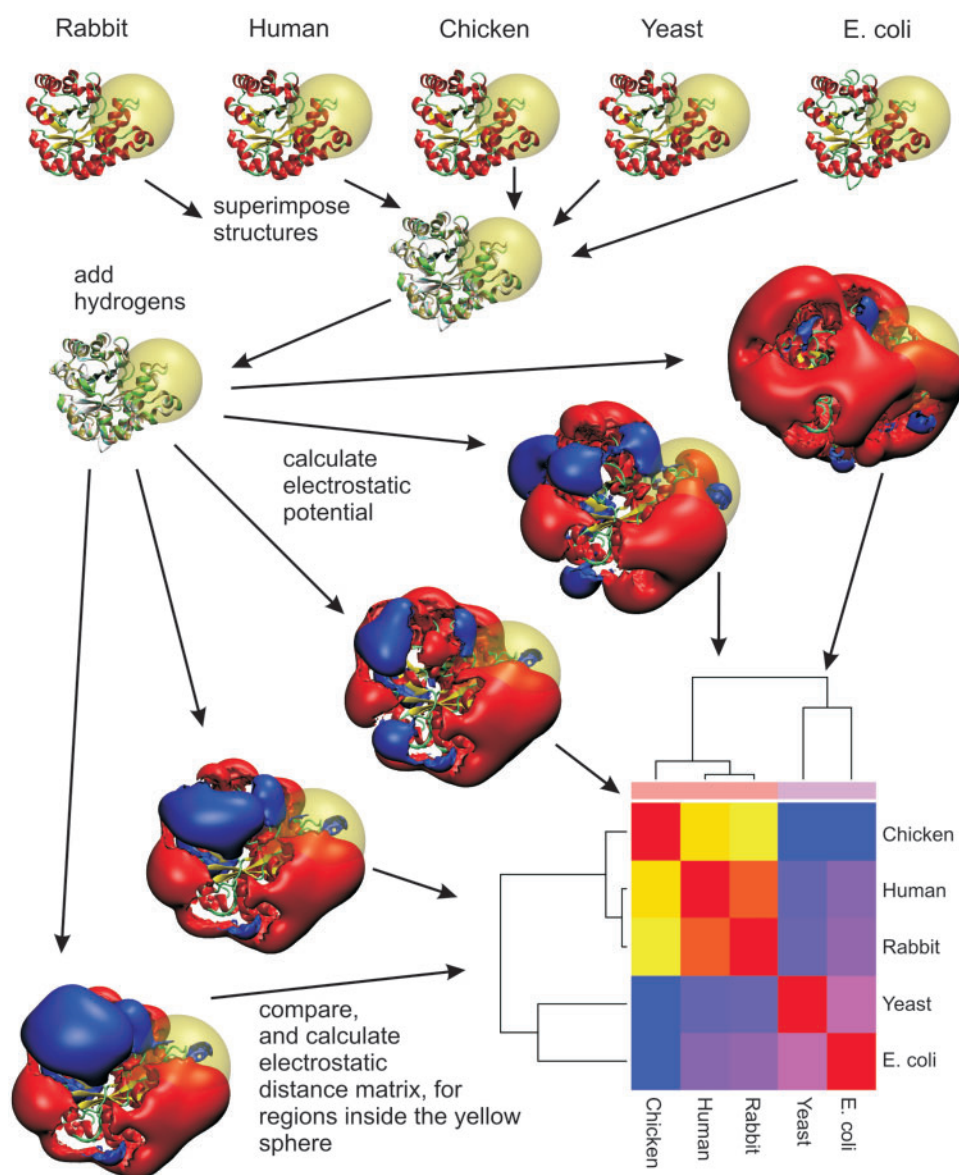 Rabbit
Human
Chicken
Yeast
E. coli
superimpose
structures
add
hydrogens
calculate
electrostatic
potential
Chicken
Human
Rabbit
Yeast
E. coli
compare,
and calculate
electrostatic
distance matrix, for
regions inside the yellow
sphere
Chicken
Human
Rabbit
Yeast
E. coli